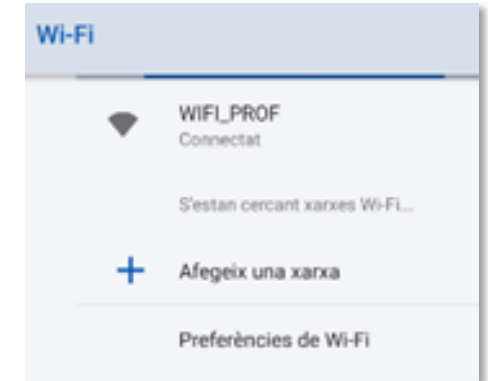 Wi-Fi
WIFI_PROF
Connectat
S'estan cercant xarxes Wi-Fi...
Afegeix una xarxa
Preferències de Wi-Fi